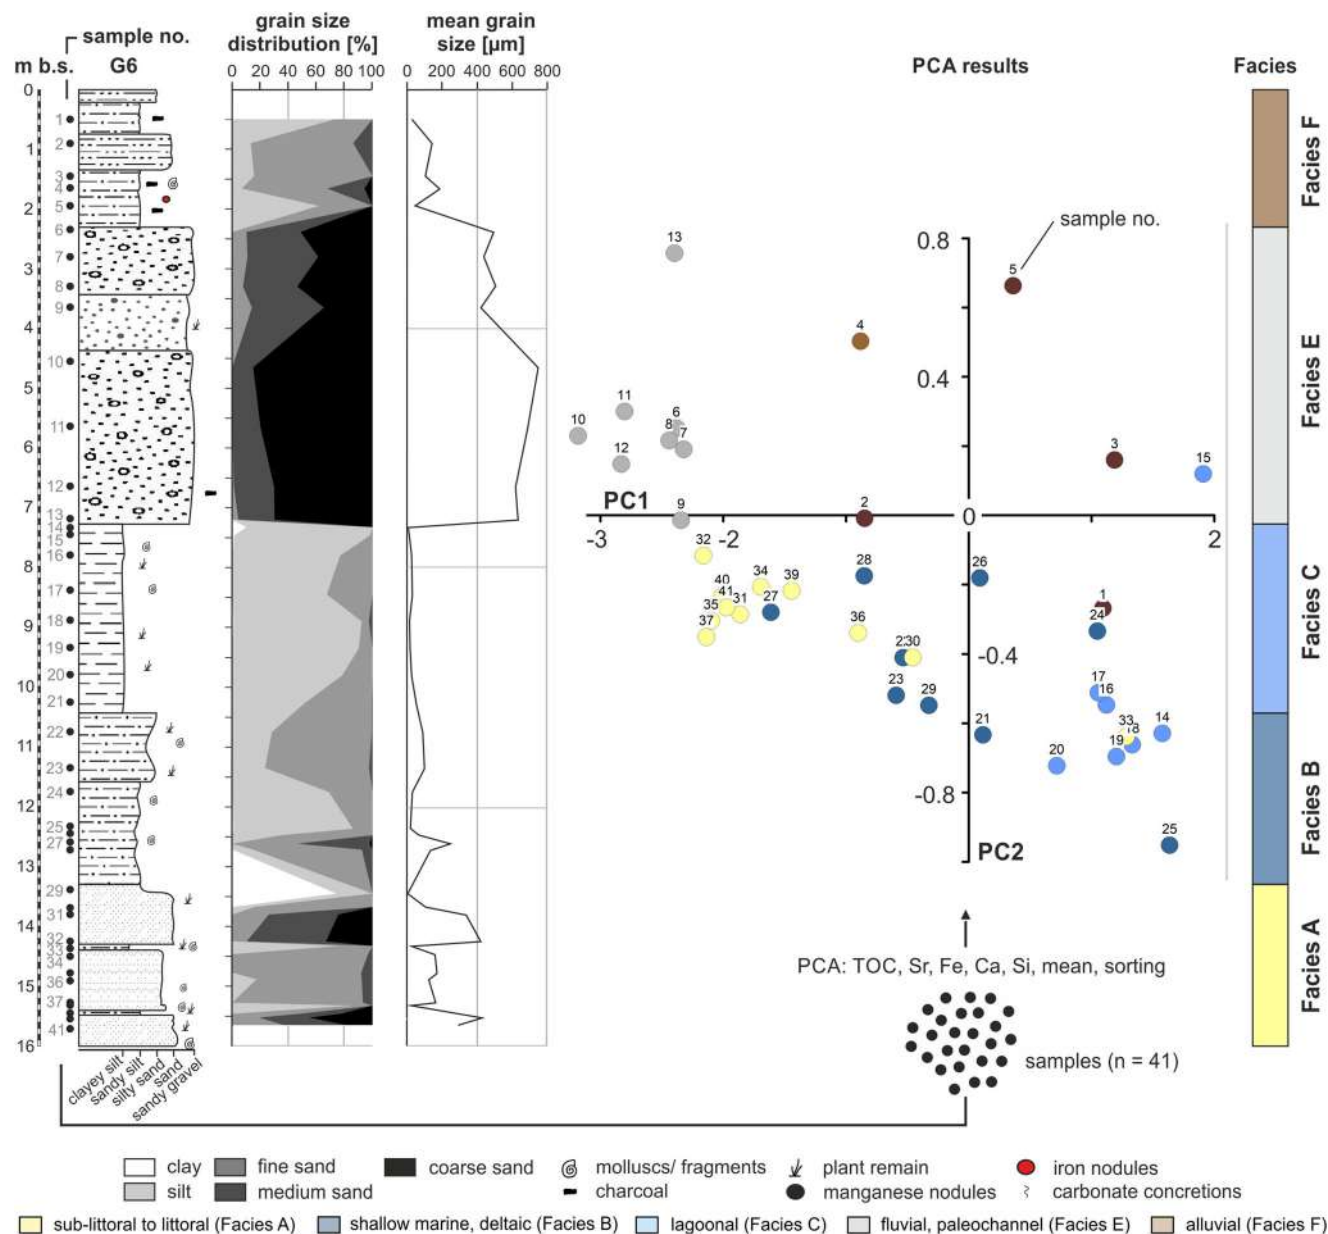 grain size distribution [%]
mean grain size [µm]
sample no.
m b.s.
G6
0 20 40 60 80 100
0 200 400 600 800
PCA results
Facies
0
1
2
3
4
5
6
7
8
9
10
11
12
13
14
15
16
1
2
3
4
5
6
7
8
9
10
11
12
13
14
15
16
17
18
19
20
21
22
23
24
25
27
29
31
32
33
34
36
37
41
clayey silt
sandy silt
silty sand
sand
sandy gravel
sample no.
0.8
0.4
0
-0.4
-0.8
PC1
-3
-2
2
PC2
13
5
4
11
10
6
8
7
12
3
15
9
2
32
28
26
34
39
40
41
31
27
35
37
36
1
24
2
30
23
29
17
16
21
33
8
14
19
20
25
Facies F
Facies E
Facies C
Facies B
Facies A
PCA: TOC, Sr, Fe, Ca, Si, mean, sorting
samples (n = 41)
clay
fine sand
coarse sand
molluscs/ fragments
plant remain
iron nodules
silt
medium sand
charcoal
manganese nodules
carbonate concretions
sub-littoral to littoral (Facies A)
shallow marine, deltaic (Facies B)
lagoonal (Facies C)
fluvial, paleochannel (Facies E)
alluvial (Facies F)